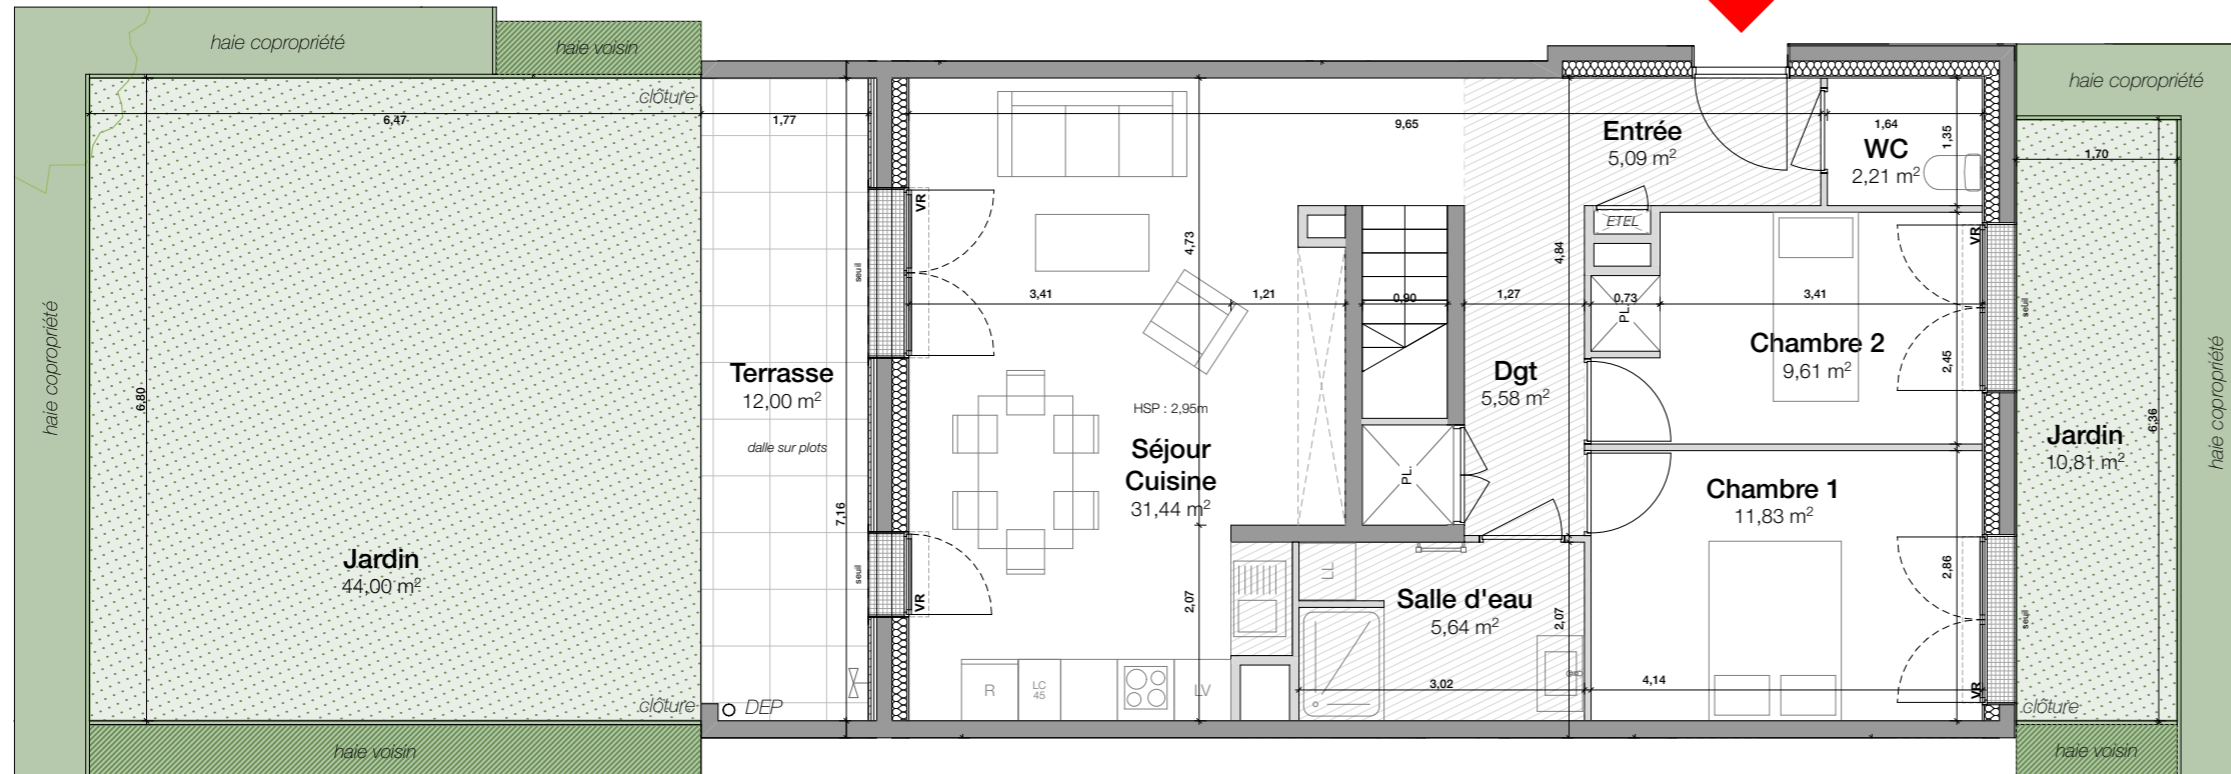 haie copropriété
haie voisin
haie copropriété
clôture
6,47
1,77
9,65
Entrée
5,09 m²
1,64
WC
2,21 m²
1,35
1,70
VR
ETEL
VR
seuil
4,73
4,84
3,41
1,21
0,90
1,27
0,73
PL.
3,41
seuil
haie copropriété
6,80
Terrasse
12,00 m²
dalle sur plots
HSP : 2,95m
Séjour
Cuisine
31,44 m²
Dgt
5,58 m²
PL.
Chambre 2
9,61 m²
2,45
Jardin
10,81 m²
6,36
haie copropriété
Chambre 1
11,83 m²
7,16
Jardin
44,00 m²
seuil
VR
2,07
LL
Salle d'eau
5,64 m²
2,07
2,86
seuil
R
LC
45
LV
3,02
4,14
VR
clôture
DEP
clôture
haie voisin
haie voisin